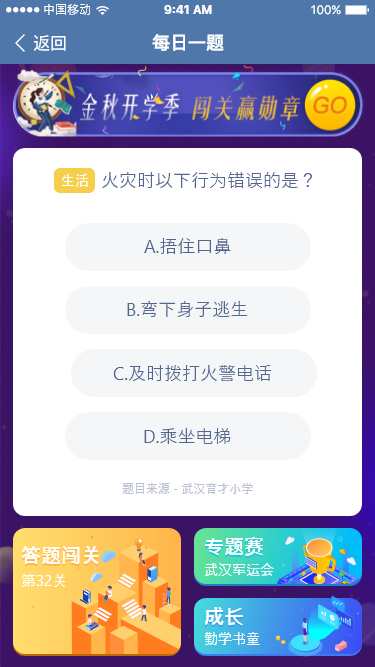 中国移动 9:41 AM 100%
返回 每日一题
金秋开学季 闯关赢勋章 GO
生活 火灾时以下行为错误的是？
A.捂住口鼻
B.弯下身子逃生
C.及时拨打火警电话
D.乘坐电梯
题目来源 - 武汉育才小学
答题闯关
第32关
专题赛
武汉军运会
成长
勤学书童